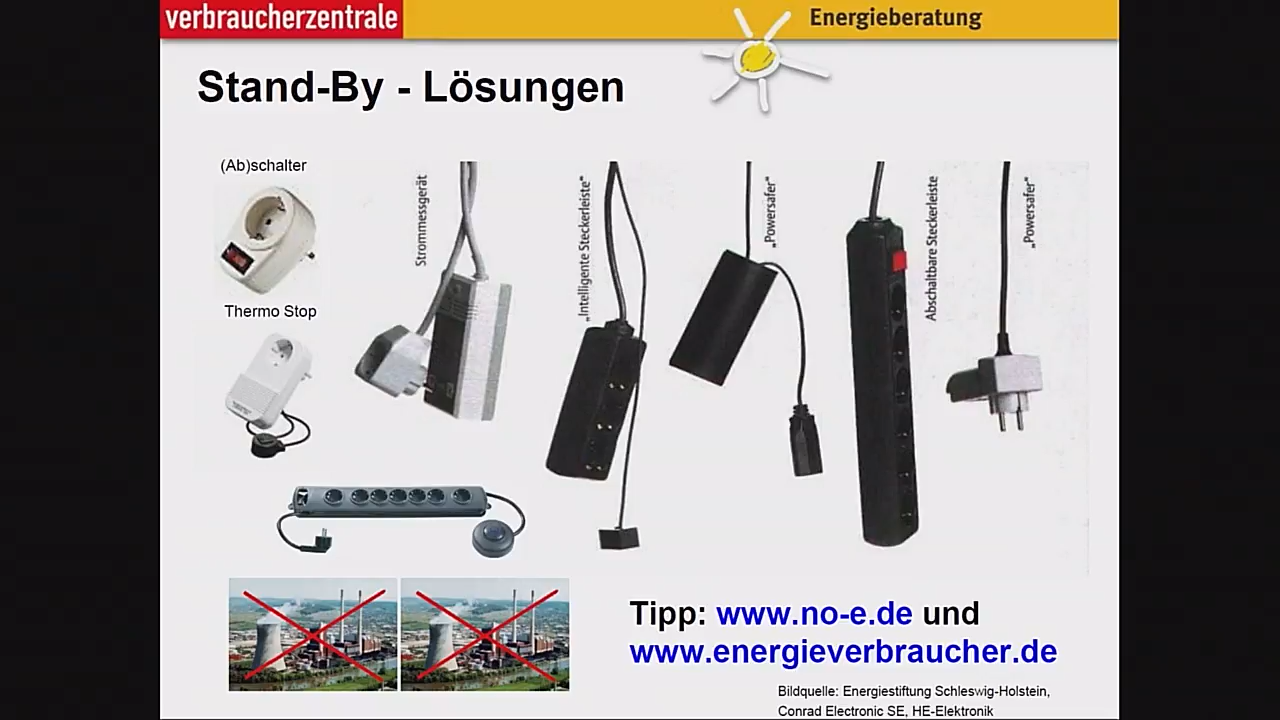 verbraucherzentrale
Energieberatung
Stand-By - Lösungen
(Ab)schalter
Thermo Stop
Strommessgerät
„Intelligente Steckerleiste“
„Powersafer“
Abschaltbare Steckerleiste
„Powersafer“
Tipp: www.no-e.de und
www.energieverbraucher.de
Bildquelle: Energiestiftung Schleswig-Holstein,
Conrad Electronic SE, HE-Elektronik